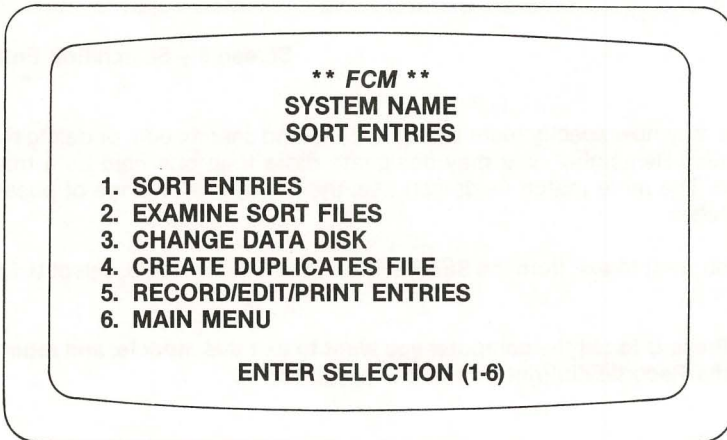 ** FCM **
SYSTEM NAME
SORT ENTRIES
1. SORT ENTRIES
2. EXAMINE SORT FILES
3. CHANGE DATA DISK
4. CREATE DUPLICATES FILE
5. RECORD/EDIT/PRINT ENTRIES
6. MAIN MENU
ENTER SELECTION (1-6)